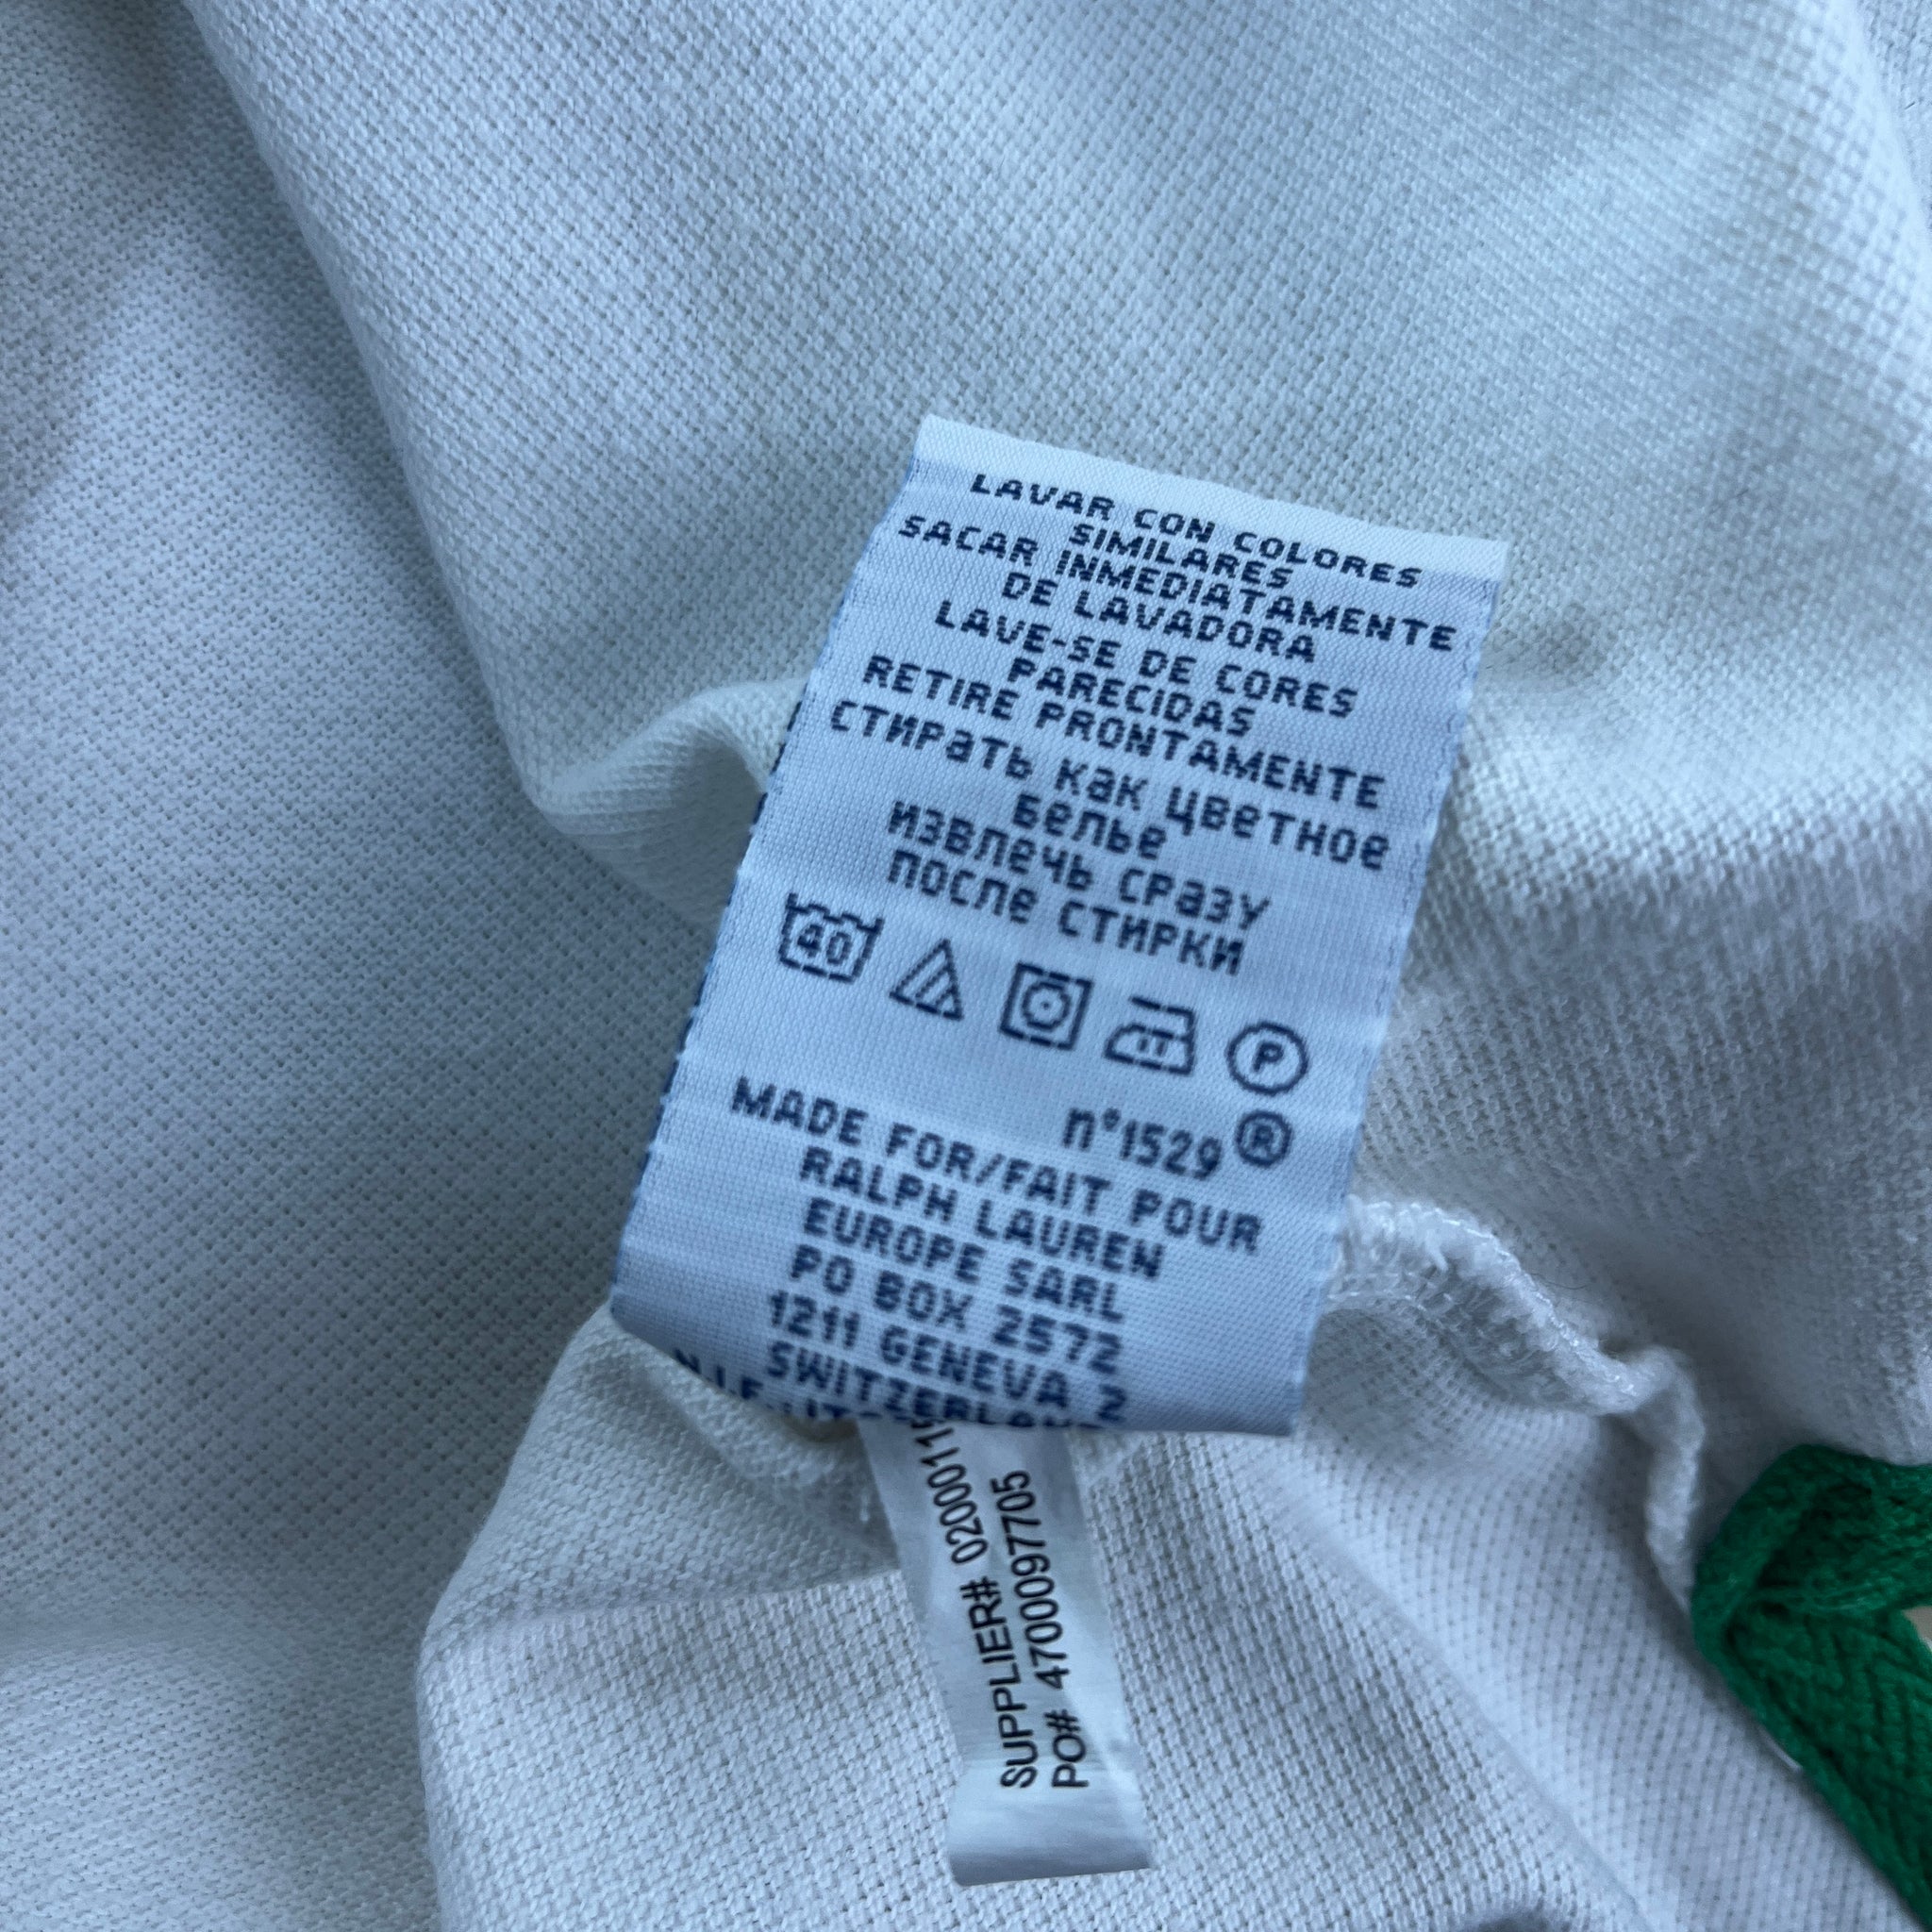 LAVAR CON COLORES
SIMILARES
SACAR INMEDIATAMENTE
DE LAVADORA
LAVE-SE DE CORES
PARECIDAS
RETIRE PRONTAMENTE
стирать как цветное
белье
извлечь сразу
после стирки
40
P
n°1529 ®
MADE FOR/FAIT POUR
RALPH LAUREN
EUROPE SARL
PO BOX 2572
1211 GENEVA 2
SWITZERLAND
SUPPLIER#
PO# 4700097705